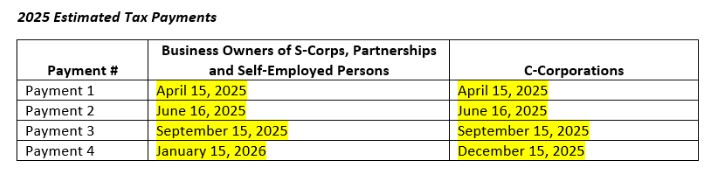 2025 Estimated Tax Payments
Business Owners of S-Corps, Partnerships
Payment # and Self-Employed Persons C-Corporations
Payment 1 April 15, 2025 April 15, 2025
Payment 2 June 16, 2025 June 16, 2025
Payment 3 September 15, 2025 September 15, 2025
Payment 4 January 15, 2026 December 15, 2025